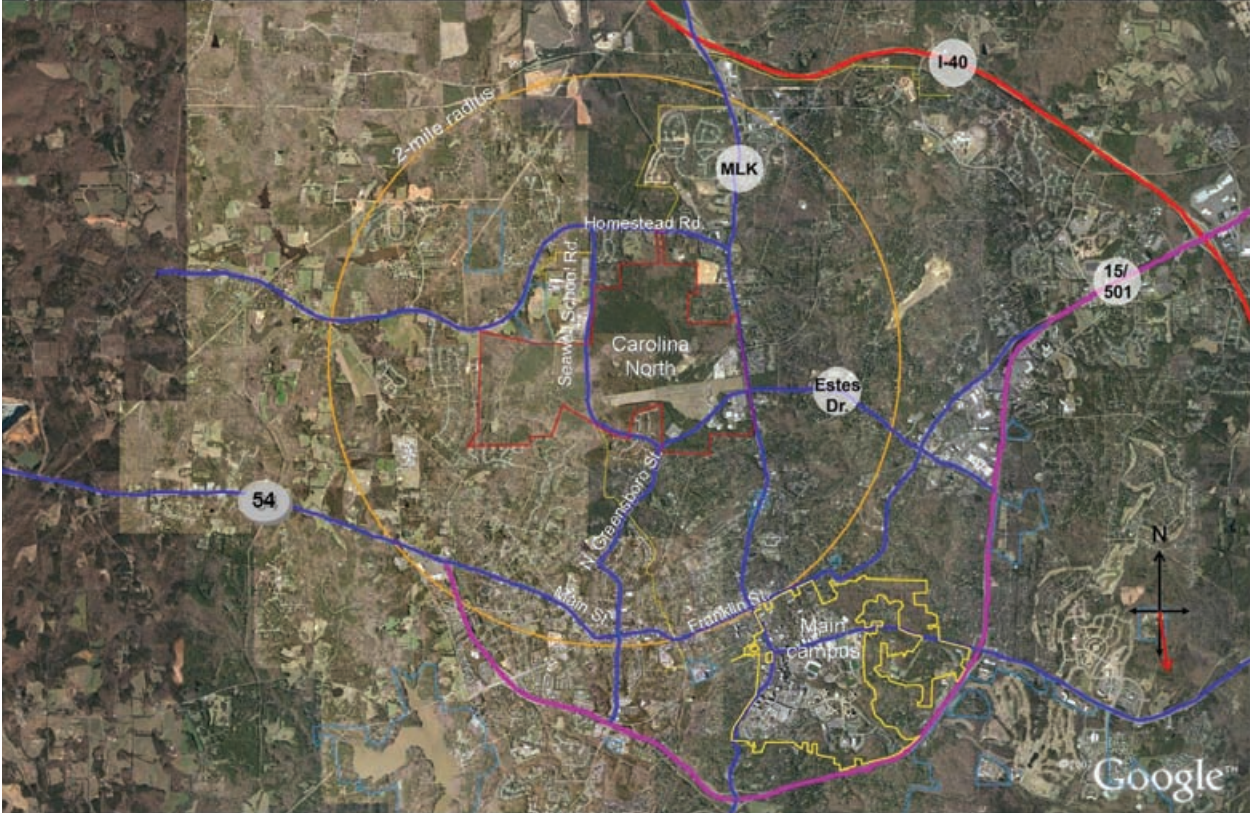 I-40
2-mile radius
MLK
Homestead Rd.
Seawell School Rd.
15/
501
Carolina
North
Estes
Dr.
N. Greensboro St.
54
N
Main St.
Franklin St.
Main
campus
Google™